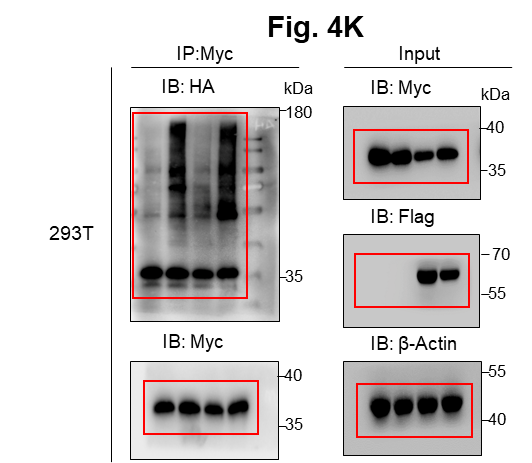 Fig. 4K
IP:Myc
Input
IB: HA
kDa
180
35
293T
IB: Myc
40
35
IB: Myc
kDa
40
35
IB: Flag
70
55
IB: β-Actin
55
40